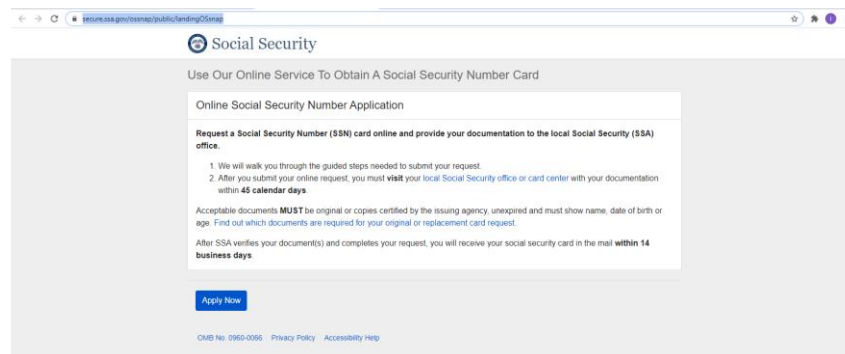 secure.ssa.gov/ossnap/public/landingOSsnap
Social Security
Use Our Online Service To Obtain A Social Security Number Card
Online Social Security Number Application
Request a Social Security Number (SSN) card online and provide your documentation to the local Social Security (SSA)
office.
1. We will walk you through the guided steps needed to submit your request.
2. After you submit your online request, you must visit your local Social Security office or card center with your documentation
within 45 calendar days.
Acceptable documents MUST be original or copies certified by the issuing agency, unexpired and must show name, date of birth or
age. Find out which documents are required for your original or replacement card request.
After SSA verifies your document(s) and completes your request, you will receive your social security card in the mail within 14
business days.
Apply Now
OMB No. 0960-0066 Privacy Policy Accessibility Help